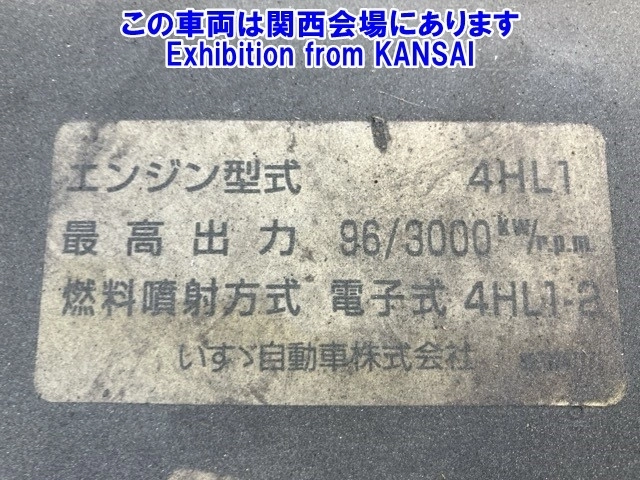 この車両は関西会場にあります
Exhibition from KANSAI
エンジン型式 4HL1
最高出力 96/3000 kw/r.p.m.
燃料噴射方式 電子式 4HL1-2
いすゞ自動車株式会社